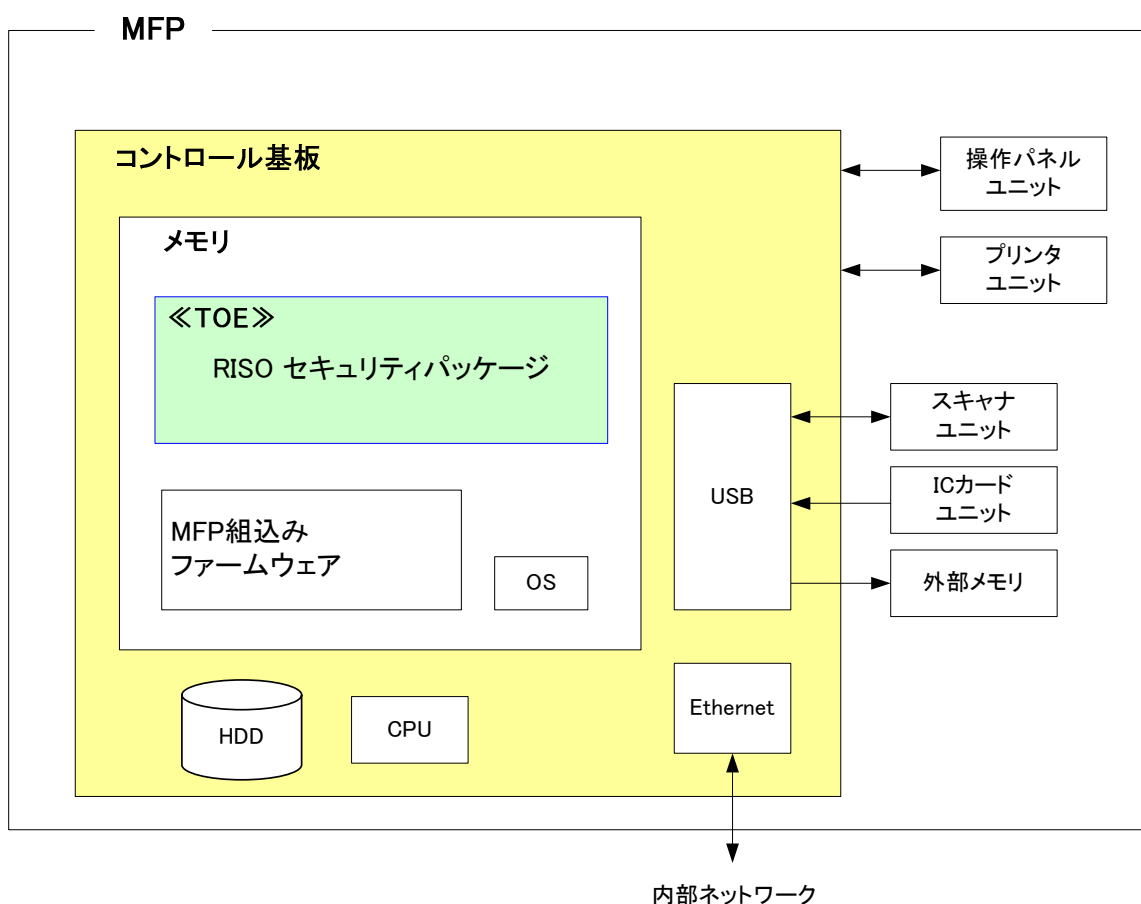 MFP
コントロール基板
メモリ
≪TOE≫
RISO セキュリティパッケージ
MFP組込み
ファームウェア
OS
HDD
CPU
USB
Ethernet
操作パネル
ユニット
プリンタ
ユニット
スキャナ
ユニット
ICカード
ユニット
外部メモリ
内部ネットワーク